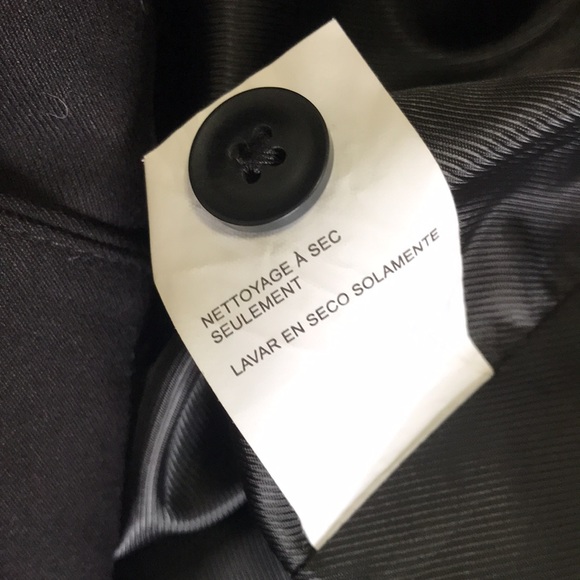 NETTOYAGE À SEC
SEULEMENT
LAVAR EN SECO SOLAMENTE